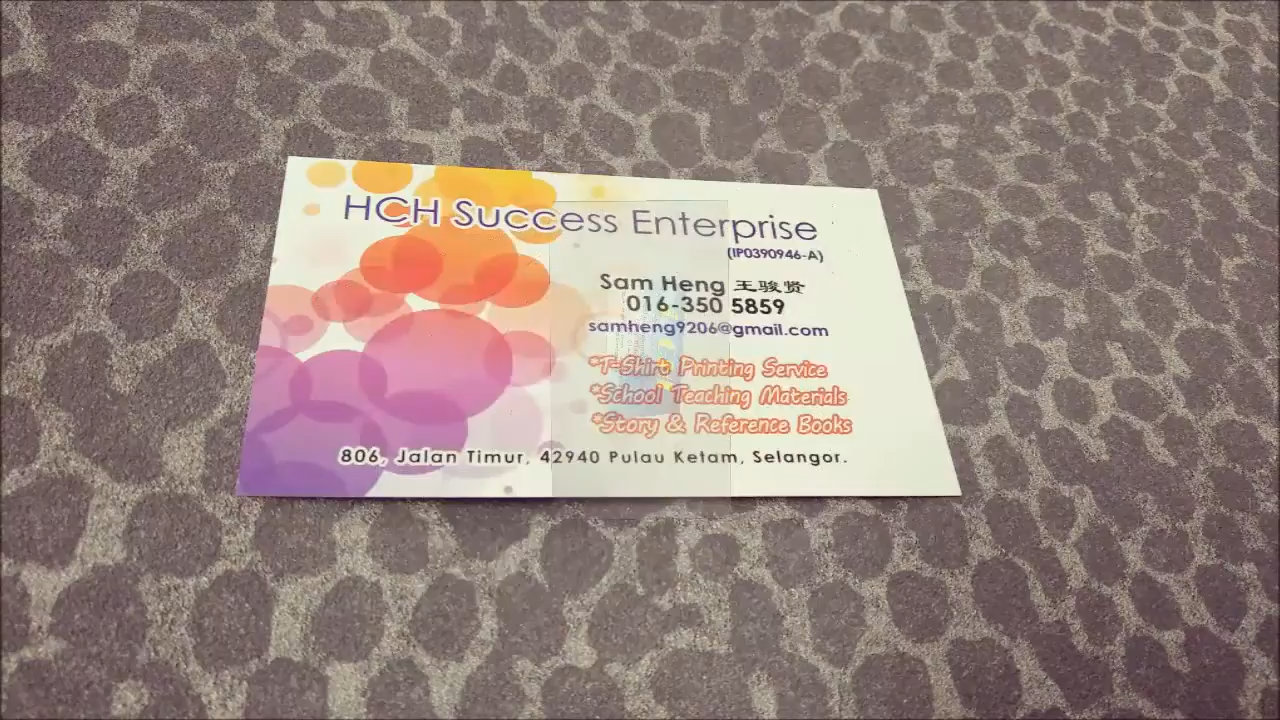 HCH Success Enterprise
(IP0390946-A)
Sam Heng 王骏贤
016-350 5859
samheng9206@gmail.com
*T-Shirt Printing Service
*School Teaching Materials
*Story & Reference Books
806, Jalan Timur, 42940 Pulau Ketam, Selangor.